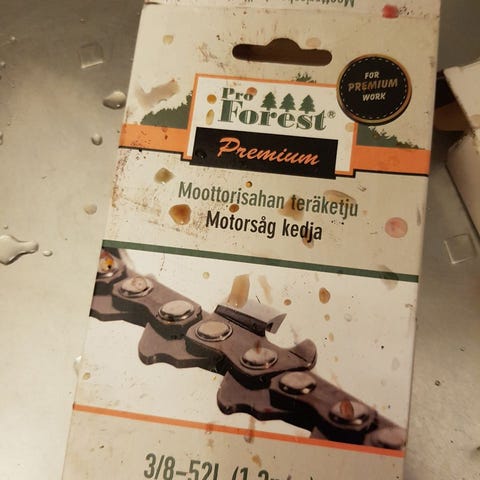 Pro
Forest®
Premium
FOR
PREMIUM
WORK
Moottorisahan teräketju
Motorsåg kedja
3/8-52L